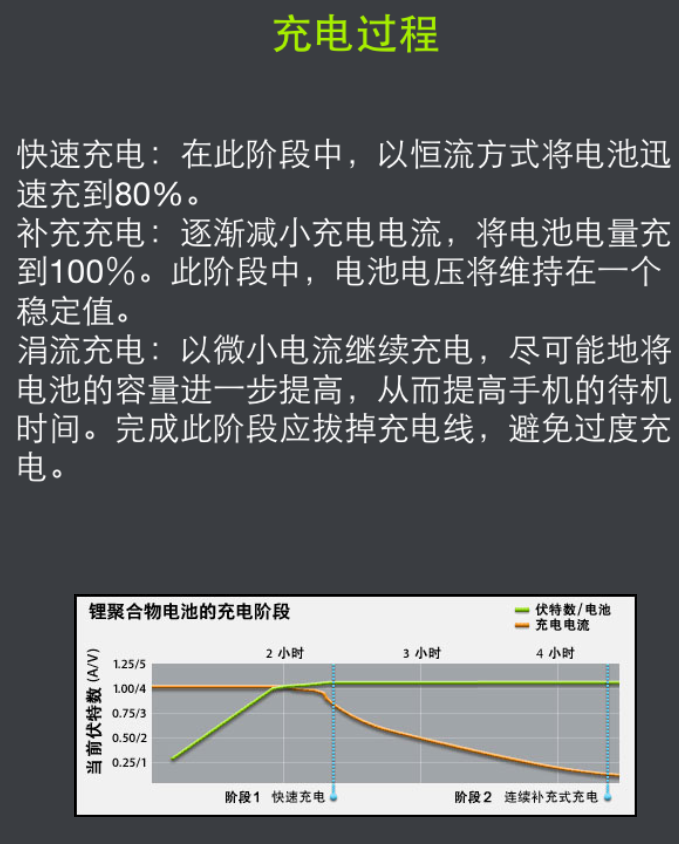 充电过程
快速充电：在此阶段中，以恒流方式将电池迅
速充到80%。
补充充电：逐渐减小充电电流，将电池电量充
到100%。此阶段中，电池电压将维持在一个
稳定值。
涓流充电：以微小电流继续充电，尽可能地将
电池的容量进一步提高，从而提高手机的待机
时间。完成此阶段应拔掉充电线，避免过度充
电。
锂聚合物电池的充电阶段
伏特数/电池
充电电流
2 小时 3 小时 4 小时
当前伏特数 (A/V)
1.25/5
1.00/4
0.75/3
0.50/2
0.25/1
阶段1 快速充电 阶段2 连续补充式充电